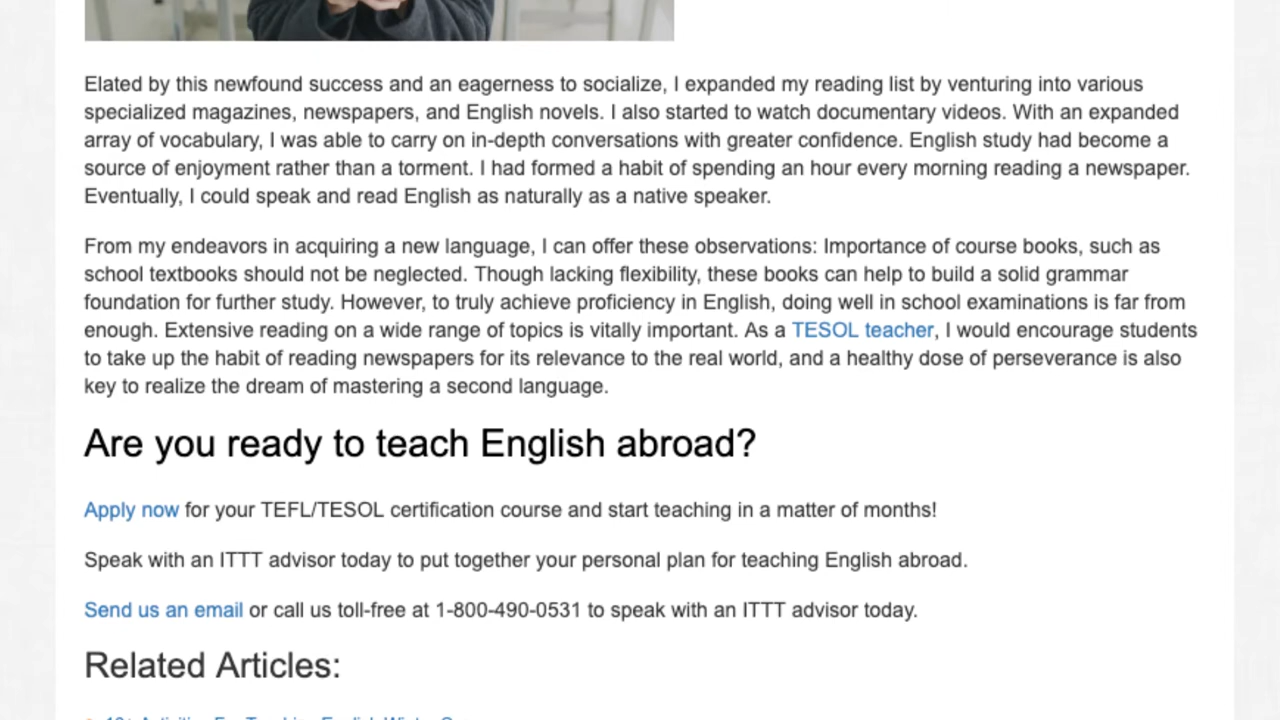 Elated by this newfound success and an eagerness to socialize, I expanded my reading list by venturing into various
specialized magazines, newspapers, and English novels. I also started to watch documentary videos. With an expanded
array of vocabulary, I was able to carry on in-depth conversations with greater confidence. English study had become a
source of enjoyment rather than a torment. I had formed a habit of spending an hour every morning reading a newspaper.
Eventually, I could speak and read English as naturally as a native speaker.
From my endeavors in acquiring a new language, I can offer these observations: Importance of course books, such as
school textbooks should not be neglected. Though lacking flexibility, these books can help to build a solid grammar
foundation for further study. However, to truly achieve proficiency in English, doing well in school examinations is far from
enough. Extensive reading on a wide range of topics is vitally important. As a TESOL teacher, I would encourage students
to take up the habit of reading newspapers for its relevance to the real world, and a healthy dose of perseverance is also
key to realize the dream of mastering a second language.
Are you ready to teach English abroad?
Apply now for your TEFL/TESOL certification course and start teaching in a matter of months!
Speak with an ITTT advisor today to put together your personal plan for teaching English abroad.
Send us an email or call us toll-free at 1-800-490-0531 to speak with an ITTT advisor today.
Related Articles: